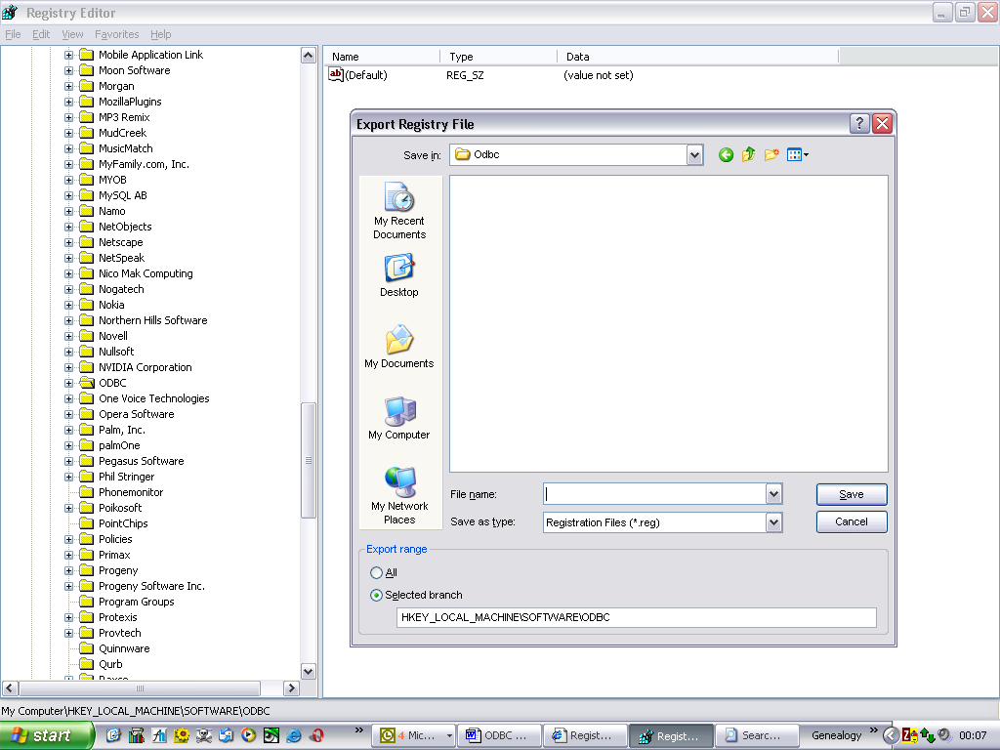 Registry Editor
File Edit View Favorites Help
Mobile Application Link
Moon Software
Morgan
MozillaPlugins
MP3 Remix
MudCreek
MusicMatch
MyFamily.com, Inc.
MYOB
MySQL AB
Namo
NetObjects
Netscape
NetSpeak
Nico Mak Computing
Nogatech
Nokia
Northern Hills Software
Novell
Nullsoft
NVIDIA Corporation
ODBC
One Voice Technologies
Opera Software
Palm, Inc.
palmOne
Pegasus Software
Phil Stringer
Phonemonitor
Poikosoft
PointChips
Policies
Primax
Progeny
Progeny Software Inc.
Program Groups
Protexis
Provtech
Quinnware
Qurb
Name Type Data
ab (Default) REG_SZ (value not set)
Export Registry File
Save in: Odbc
My Recent
Documents
Desktop
My Documents
My Computer
My Network
Places
File name: Save
Save as type: Registration Files (*.reg) Cancel
Export range
All
Selected branch
HKEY_LOCAL_MACHINE\SOFTWARE\ODBC
My Computer\HKEY_LOCAL_MACHINE\SOFTWARE\ODBC
start » 4 Mic... ODBC ... Regist... Regist... Searc... Genealogy » 00:07